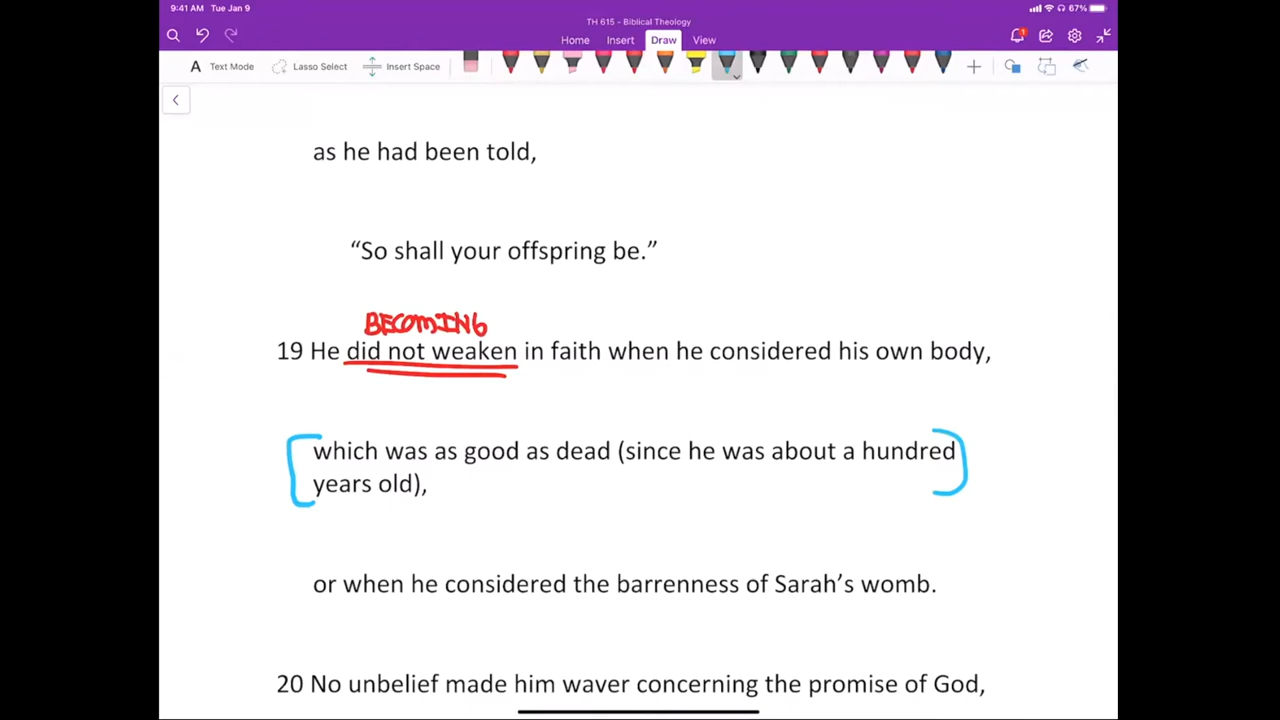 9:41 AM Tue Jan 9
67%
TH 615 - Biblical Theology
Home Insert Draw View
1
A Text Mode Lasso Select Insert Space
as he had been told,
“So shall your offspring be.”
BECOMING
19 He did not weaken in faith when he considered his own body,
which was as good as dead (since he was about a hundred
years old),
or when he considered the barrenness of Sarah’s womb.
20 No unbelief made him waver concerning the promise of God,